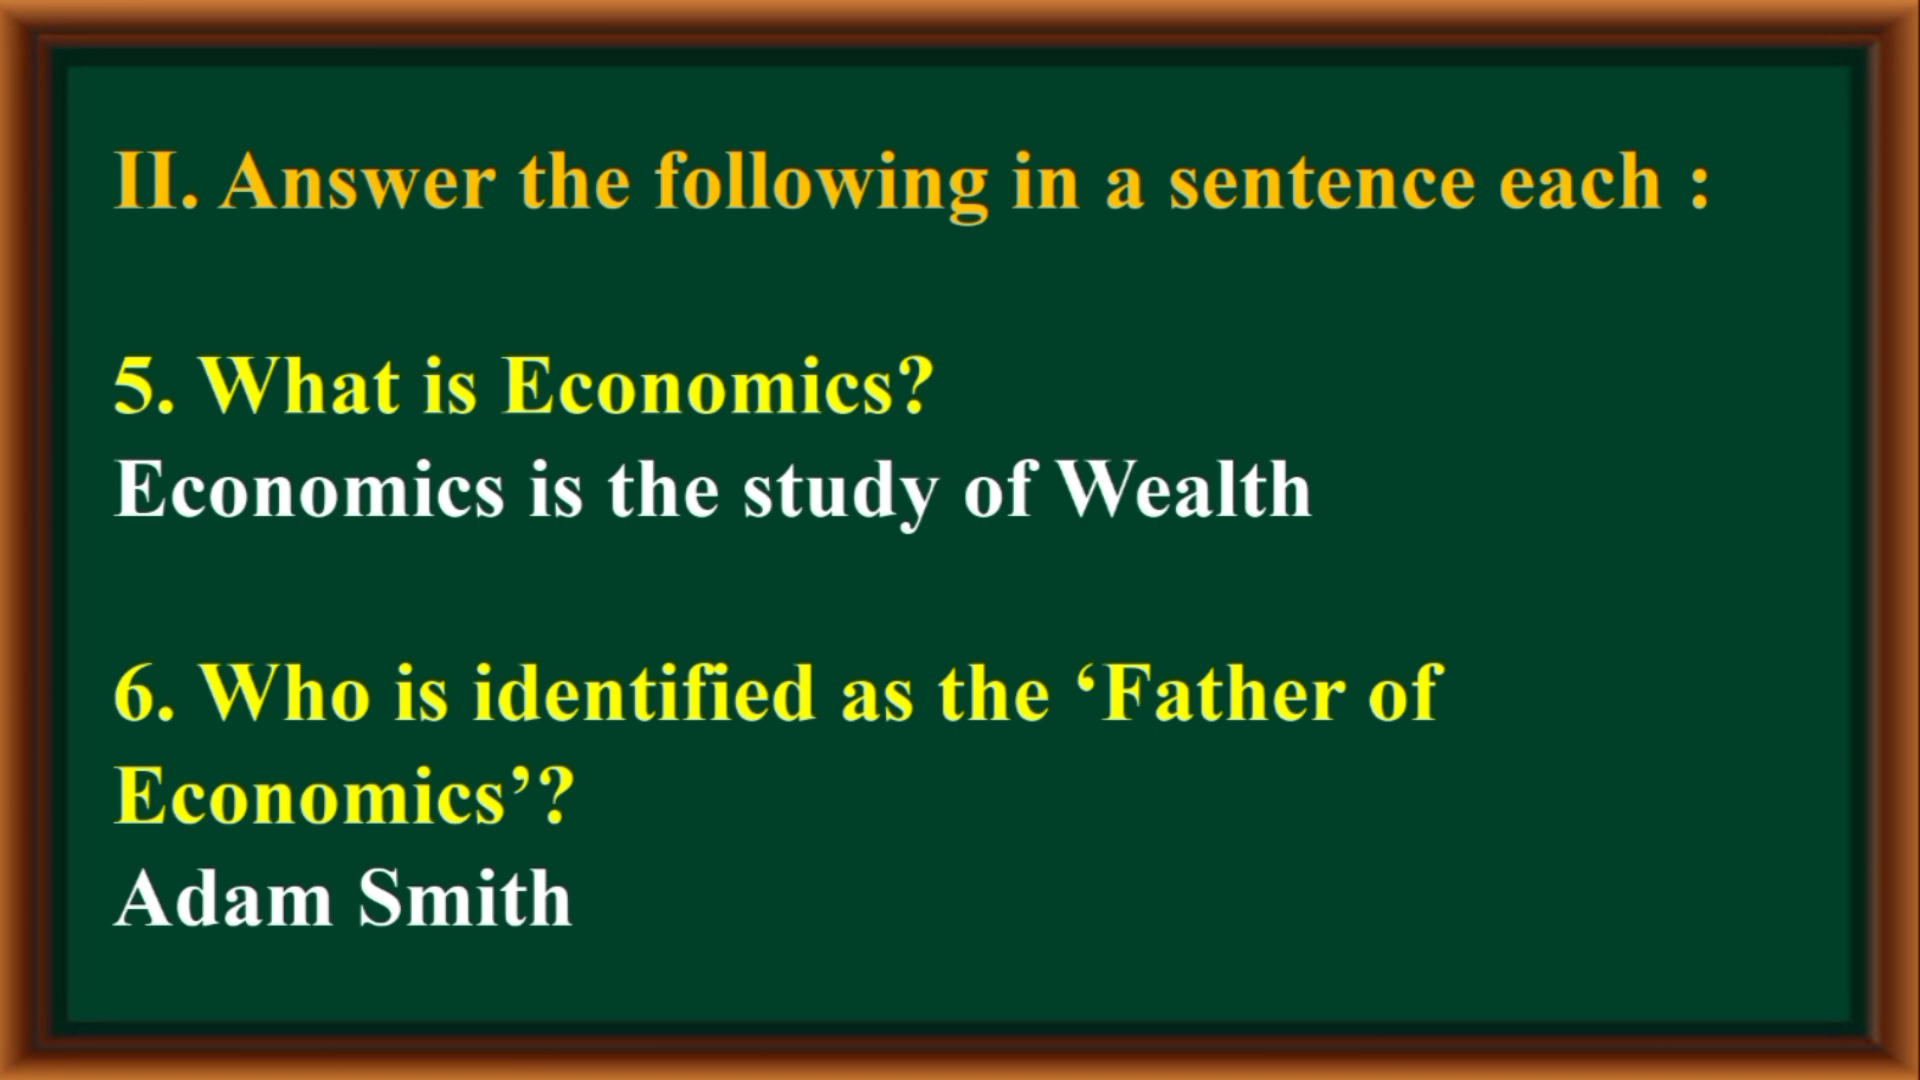 II. Answer the following in a sentence each :
5. What is Economics?
Economics is the study of Wealth
6. Who is identified as the ‘Father of
Economics’?
Adam Smith